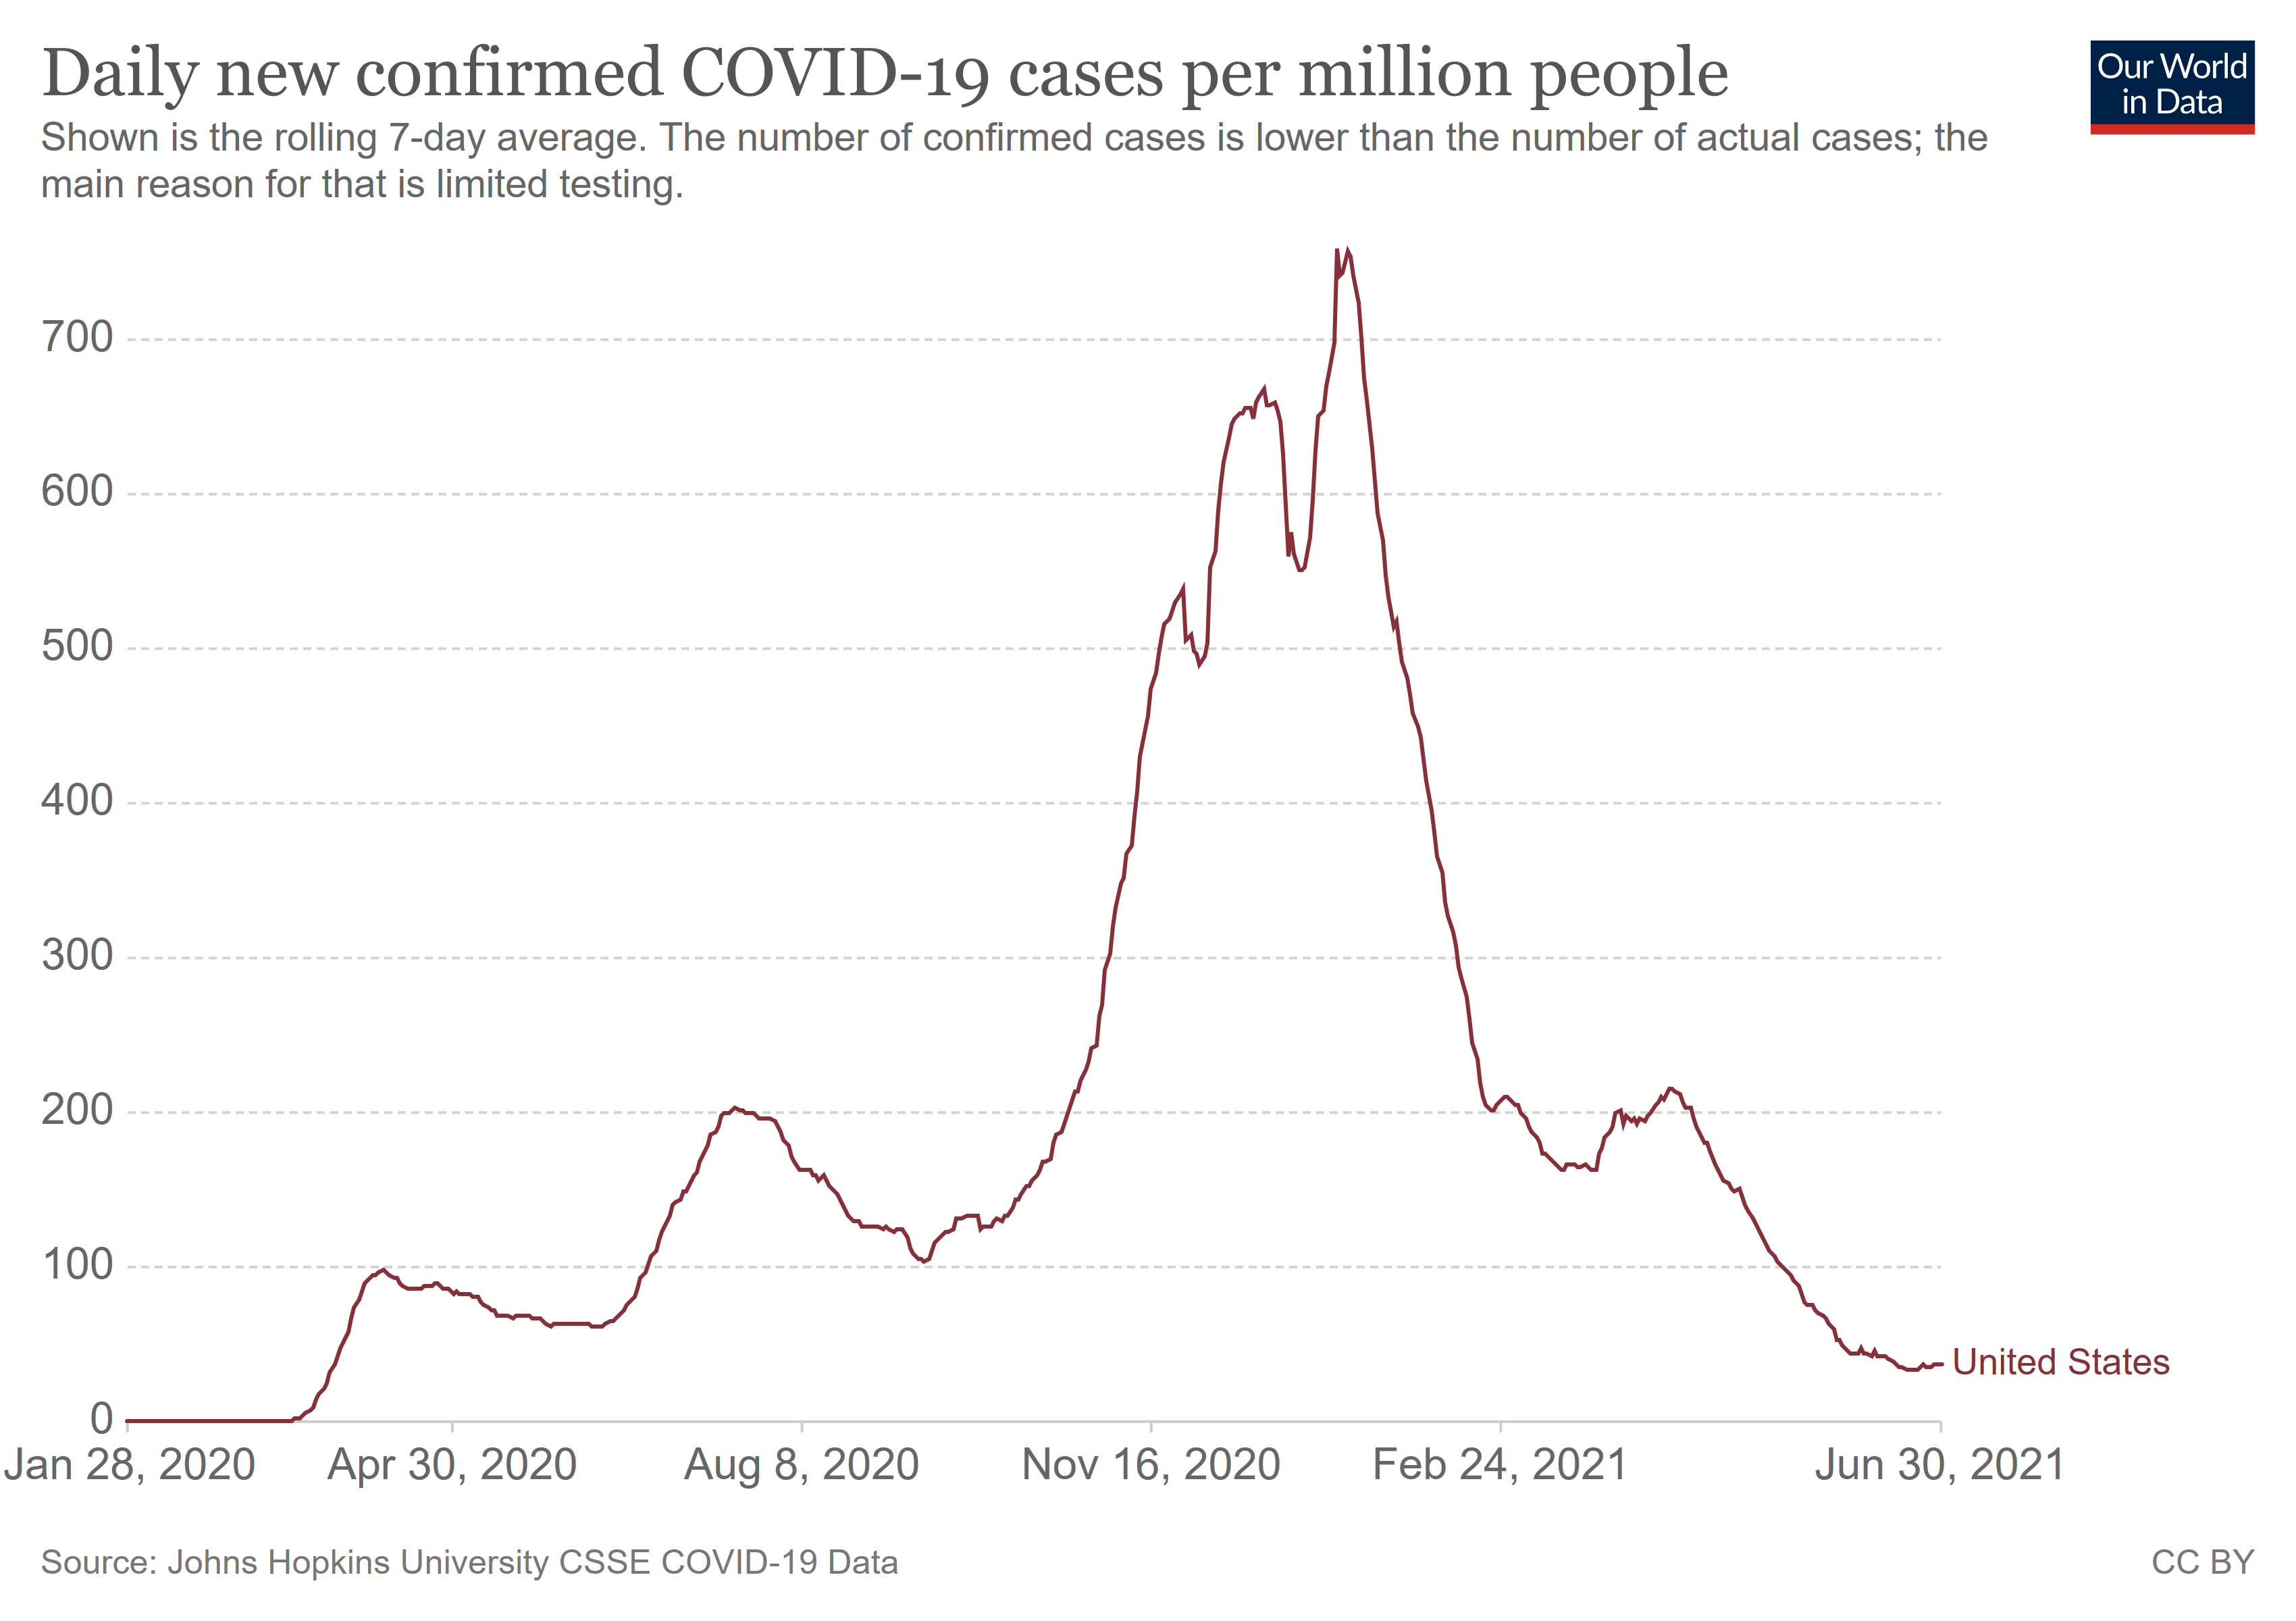 Daily new confirmed COVID-19 cases per million people
Our World
in Data
Shown is the rolling 7-day average. The number of confirmed cases is lower than the number of actual cases; the
main reason for that is limited testing.
700
600
500
400
300
200
100
0
United States
Jan 28, 2020
Apr 30, 2020
Aug 8, 2020
Nov 16, 2020
Feb 24, 2021
Jun 30, 2021
Source: Johns Hopkins University CSSE COVID-19 Data
CC BY